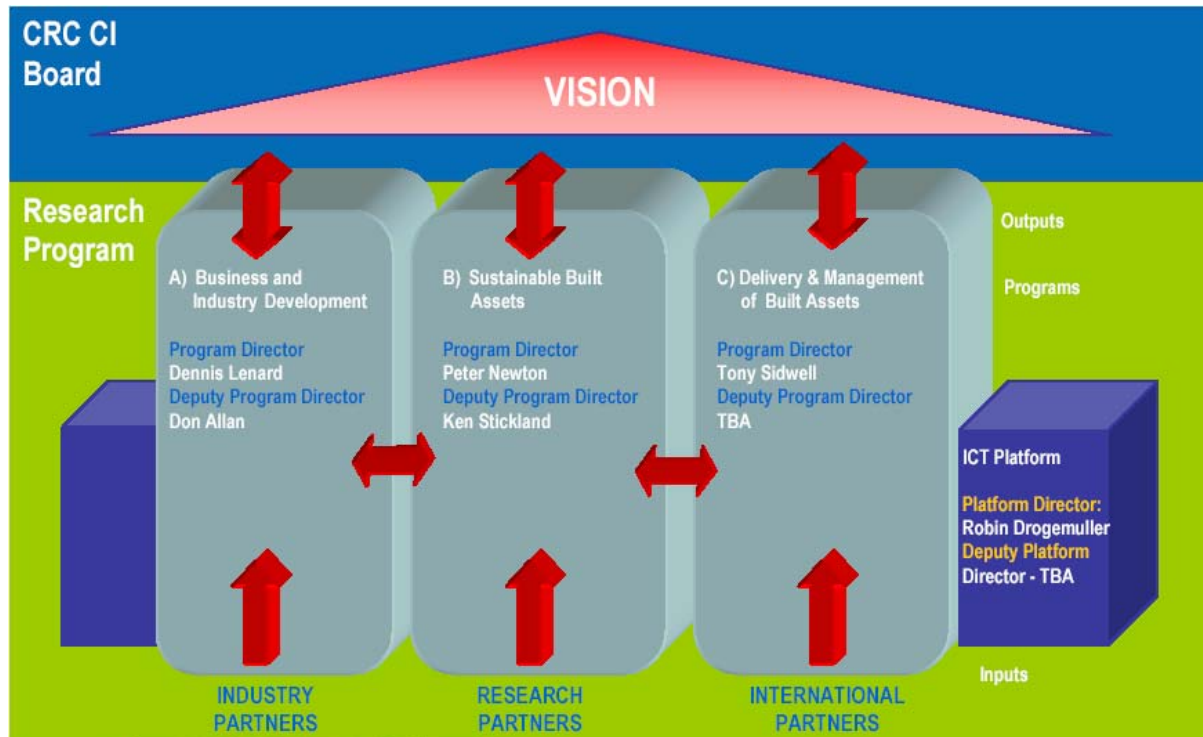 CRC CI
Board
VISION
Research
Program
Outputs
Programs
A) Business and
Industry Development
Program Director
Dennis Lenard
Deputy Program Director
Don Allan
B) Sustainable Built
Assets
Program Director
Peter Newton
Deputy Program Director
Ken Stickland
C) Delivery & Management
of Built Assets
Program Director
Tony Sidwell
Deputy Program Director
TBA
ICT Platform
Platform Director:
Robin Drogemuller
Deputy Platform
Director - TBA
Inputs
INDUSTRY
PARTNERS
RESEARCH
PARTNERS
INTERNATIONAL
PARTNERS